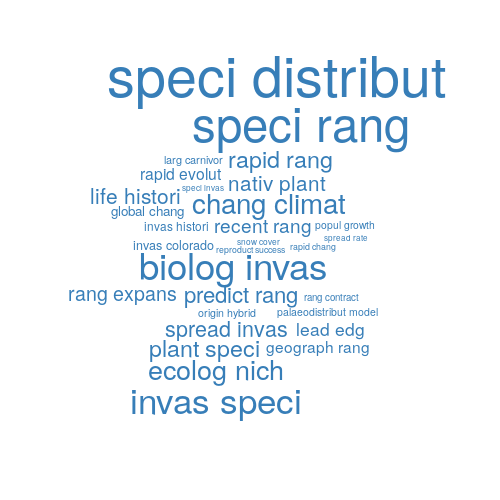 speci distribut
speci rang
larg carnivor
rapid rang
rapid evolut
nativ plant
speci invas
life histori
chang climat
global chang
invas histori
recent rang
popul growth
spread rate
invas colorado
snow cover
reproduct success
rapid chang
biolog invas
rang expans
predict rang
rang contract
origin hybrid
palaeodistribut model
spread invas
lead edg
plant speci
geograph rang
ecolog nich
invas speci